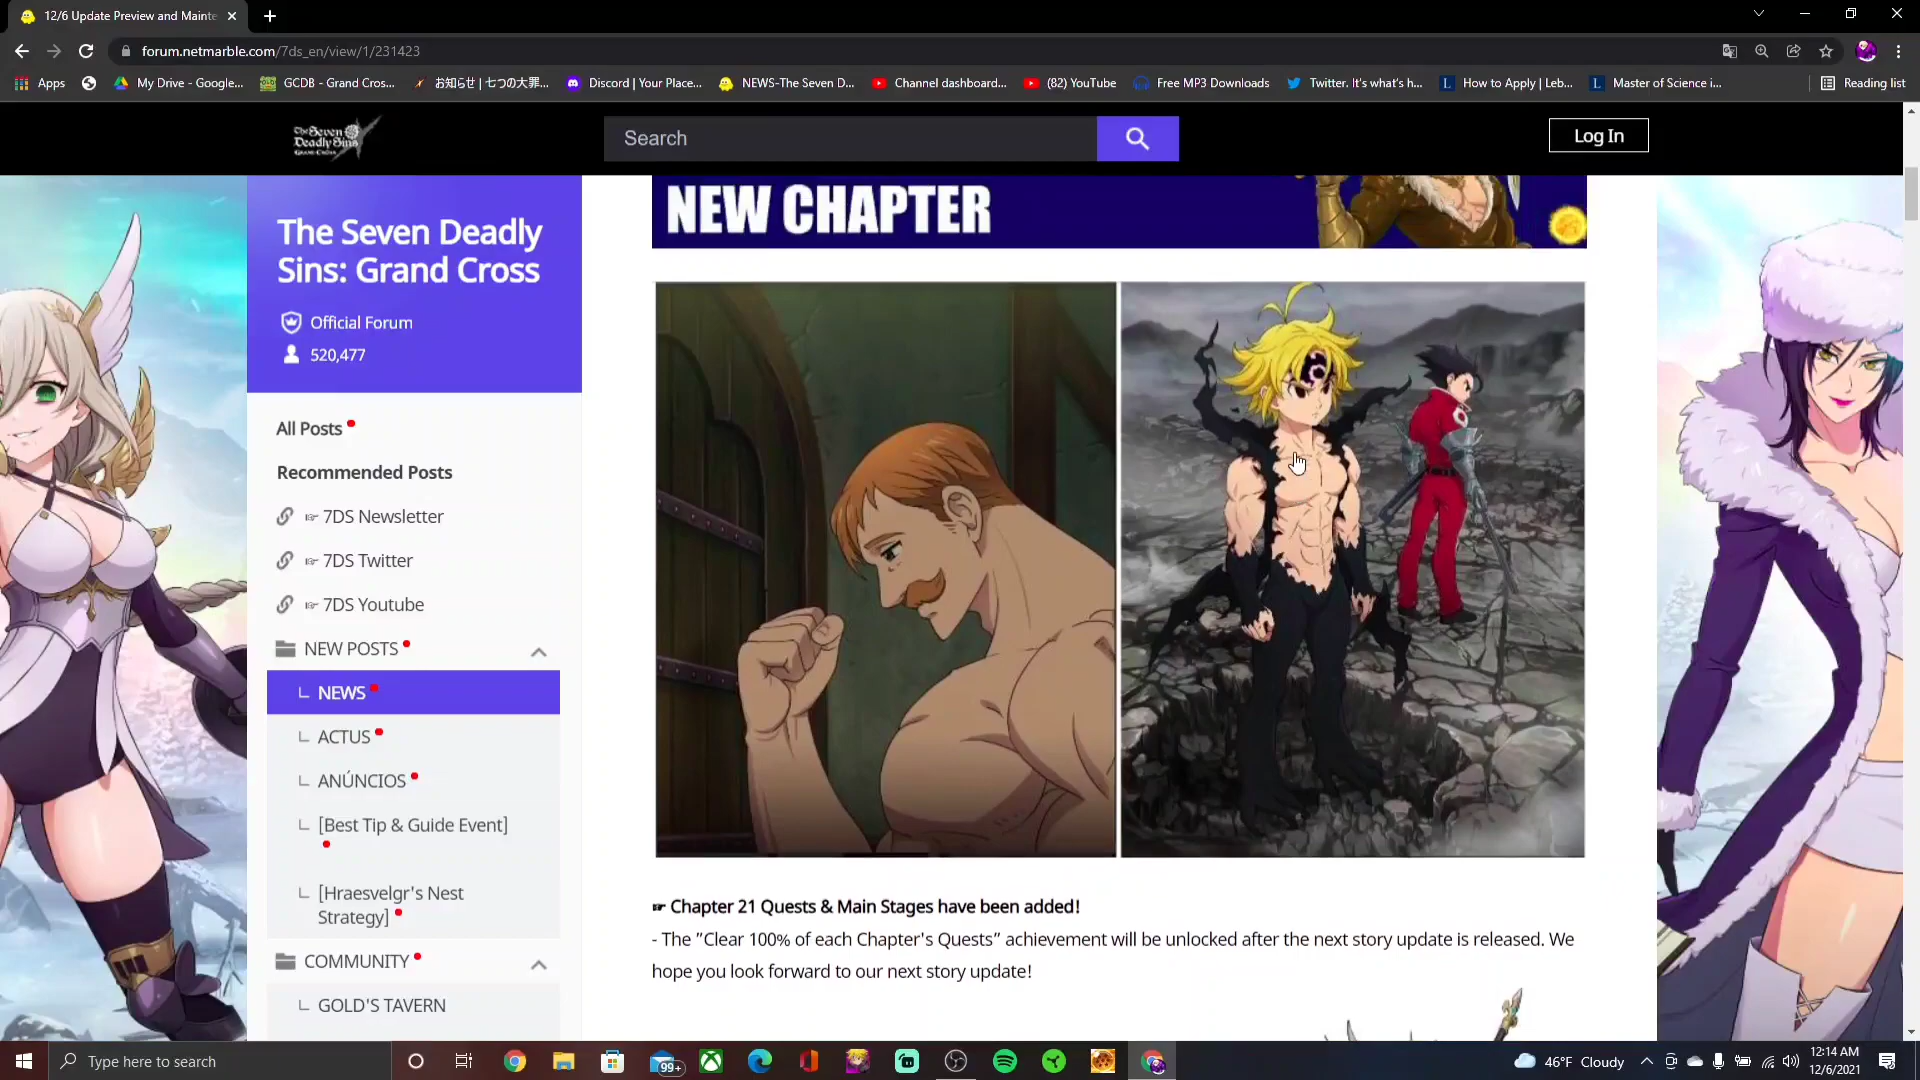 12/6 Update Preview and Mainte
forum.netmarble.com/7ds_en/view/1/231423
Apps
My Drive - Google...
GCDB - Grand Cros...
お知らせ | 七つの大罪...
Discord | Your Place...
NEWS-The Seven D...
Channel dashboard...
(82) YouTube
Free MP3 Downloads
Twitter. It's what's h...
How to Apply | Leb...
Master of Science i...
Reading list
The Seven
Deadly Sins
GRAND CROSS
Search
Log In
NEW CHAPTER
The Seven Deadly
Sins: Grand Cross
Official Forum
520,477
All Posts
Recommended Posts
☞ 7DS Newsletter
☞ 7DS Twitter
☞ 7DS Youtube
NEW POSTS
NEWS
ACTUS
ANÚNCIOS
[Best Tip & Guide Event]
[Hraesvelgr's Nest
Strategy]
COMMUNITY
GOLD'S TAVERN
☞ Chapter 21 Quests & Main Stages have been added!
- The "Clear 100% of each Chapter's Quests" achievement will be unlocked after the next story update is released. We
hope you look forward to our next story update!
Type here to search
99+
46°F Cloudy
12:14 AM
12/6/2021